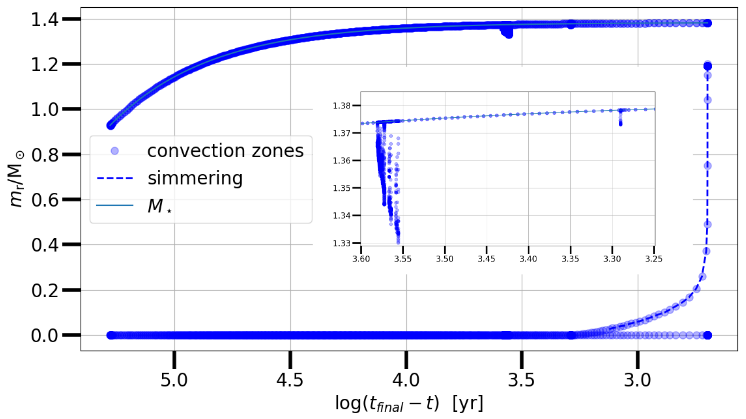 1.4
1.2
1.0
0.8
0.6
0.4
0.2
0.0
m_r/M_⊙
convection zones
simmering
M_⋆
1.38
1.37
1.36
1.35
1.34
1.33
3.60 3.55 3.50 3.45 3.40 3.35 3.30 3.25
5.0 4.5 4.0 3.5 3.0
log(t_final − t) [yr]